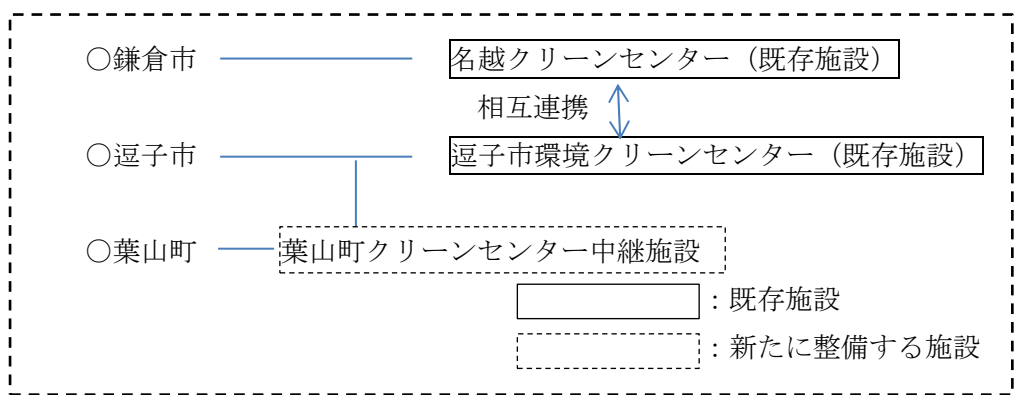 ○鎌倉市 名越クリーンセンター（既存施設）
相互連携
○逗子市 逗子市環境クリーンセンター（既存施設）
○葉山町 葉山町クリーンセンター中継施設
：既存施設
：新たに整備する施設